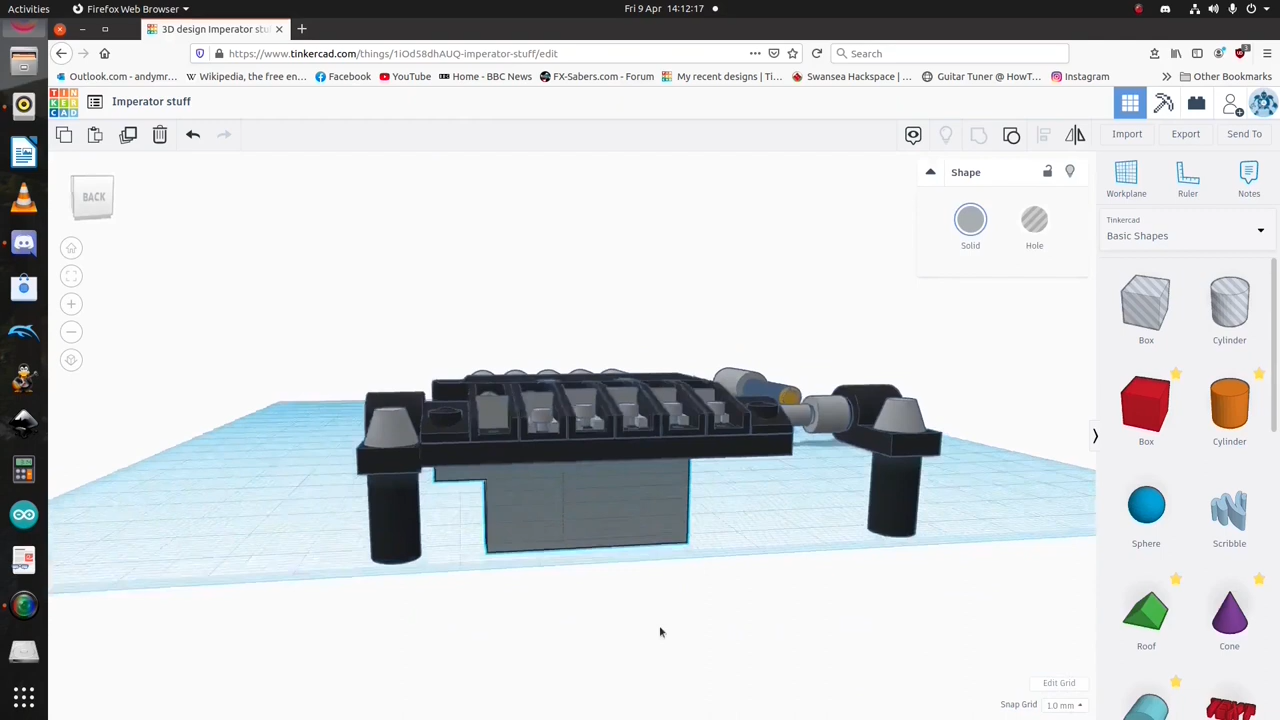 Activities
Firefox Web Browser
Fri 9 Apr 14:12:17
3D design Imperator stu
https://www.tinkercad.com/things/1iOdS8dhAUQ-imperator-stuff/edit
Search
Outlook.com - andymr...
Wikipedia, the free en...
Facebook
YouTube
Home - BBC News
FX-Sabers.com - Forum
My recent designs | Ti...
Swansea Hackspace | ...
Guitar Tuner @ HowT...
Instagram
Other Bookmarks
TIN
KER
CAD
Imperator stuff
Import
Export
Send To
BACK
Shape
Solid
Hole
Workplane
Ruler
Notes
Tinkercad
Basic Shapes
Box
Cylinder
Box
Cylinder
Sphere
Scribble
Roof
Cone
Edit Grid
Snap Grid
1.0 mm